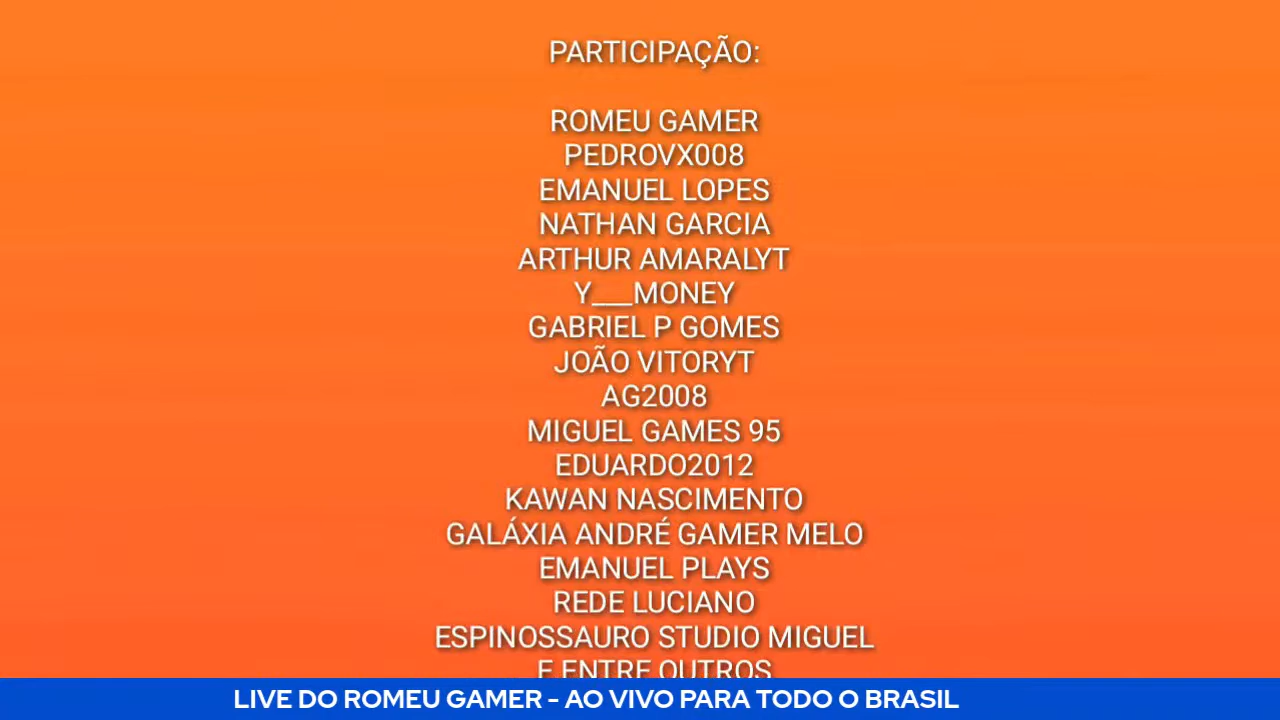 PARTICIPAÇÃO:
ROMEU GAMER
PEDROVX008
EMANUEL LOPES
NATHAN GARCIA
ARTHUR AMARALYT
Y___MONEY
GABRIEL P GOMES
JOÃO VITORYT
AG2008
MIGUEL GAMES 95
EDUARDO2012
KAWAN NASCIMENTO
GALÁXIA ANDRÉ GAMER MELO
EMANUEL PLAYS
REDE LUCIANO
ESPINOSSAURO STUDIO MIGUEL
E ENTRE OUTROS
LIVE DO ROMEU GAMER - AO VIVO PARA TODO O BRASIL